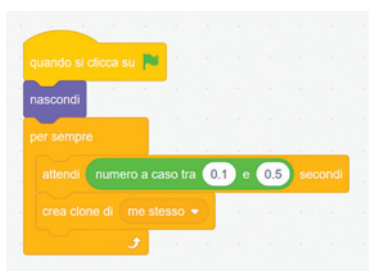 quando si clicca su
nascondi
per sempre
attendi numero a caso tra 0.1 e 0.5 secondi
crea clone di me stesso